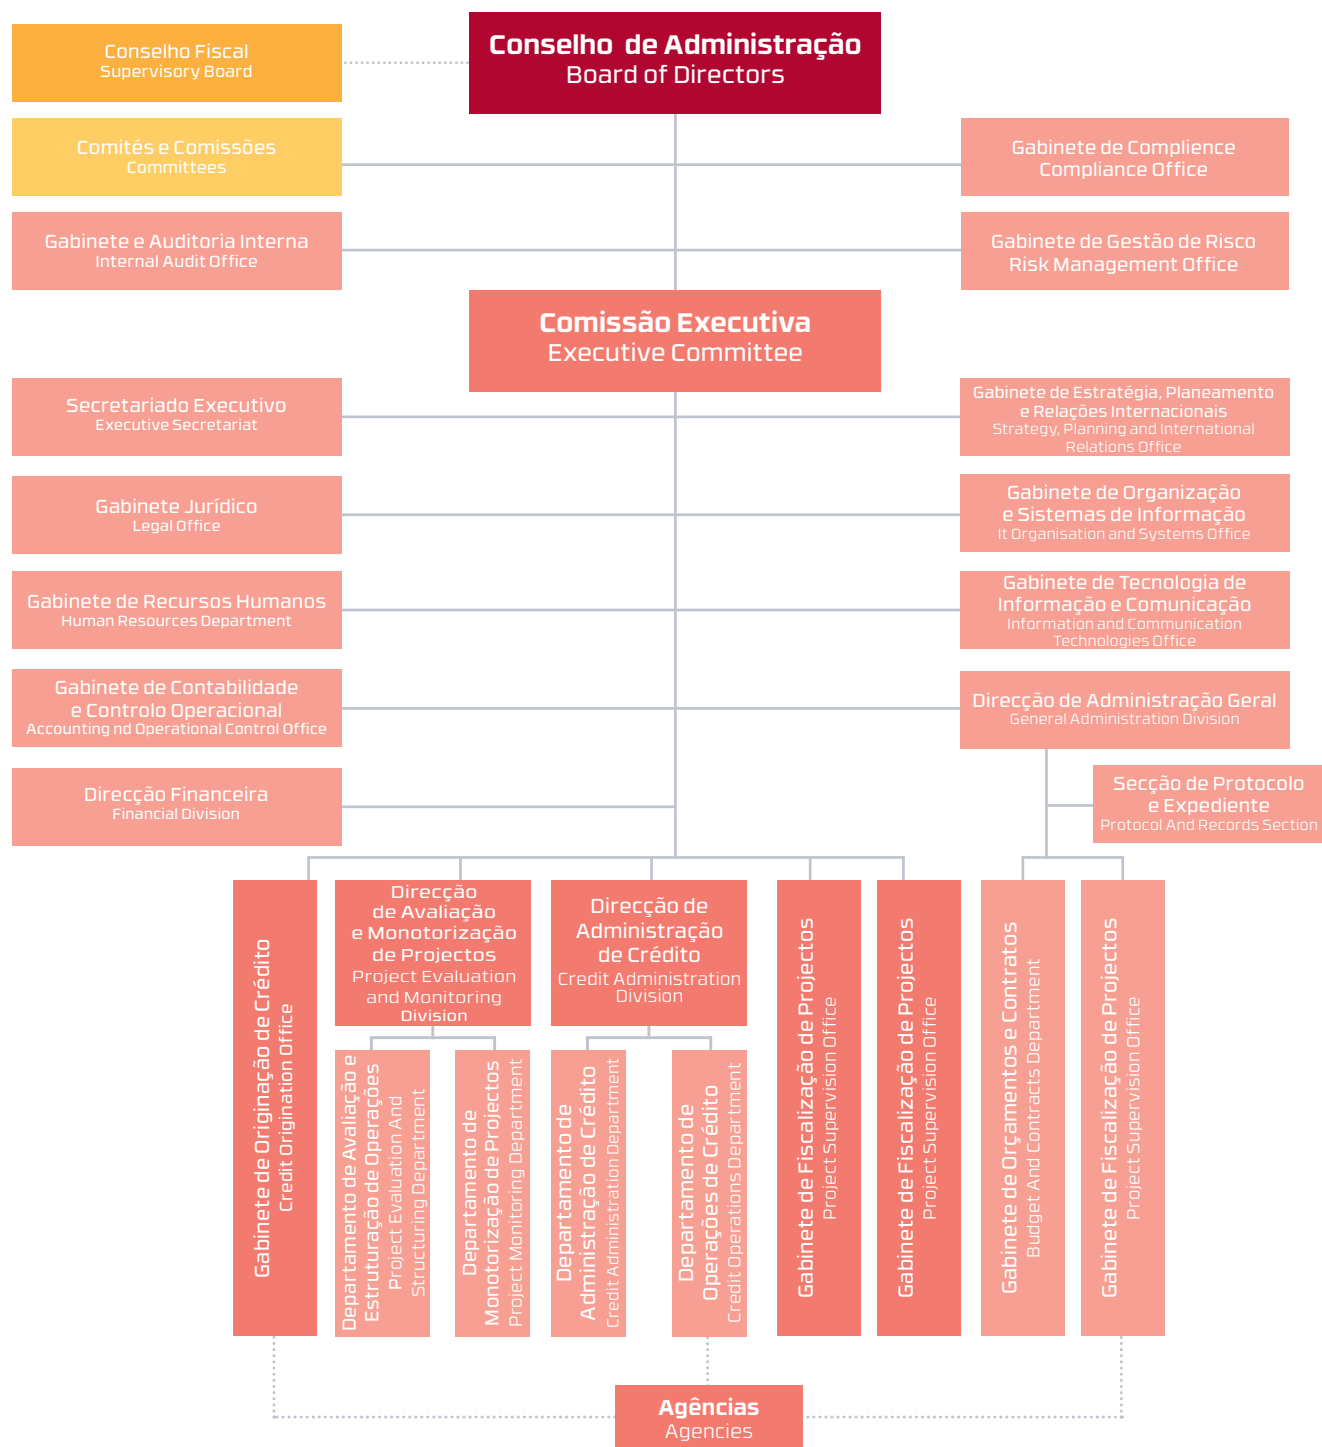 Conselho Fiscal
Supervisory Board
Conselho de Administração
Board of Directors
Comités e Comissões
Committees
Gabinete de Complience
Compliance Office
Gabinete e Auditoria Interna
Internal Audit Office
Gabinete de Gestão de Risco
Risk Management Office
Comissão Executiva
Executive Committee
Secretariado Executivo
Executive Secretariat
Gabinete de Estratégia, Planeamento
e Relações Internacionais
Strategy, Planning and International
Relations Office
Gabinete Jurídico
Legal Office
Gabinete de Organização
e Sistemas de Informação
It Organisation and Systems Office
Gabinete de Recursos Humanos
Human Resources Department
Gabinete de Tecnologia de
Informação e Comunicação
Information and Communication
Technologies Office
Gabinete de Contabilidade
e Controlo Operacional
Accounting nd Operational Control Office
Direcção de Administração Geral
General Administration Division
Direcção Financeira
Financial Division
Secção de Protocolo
e Expediente
Protocol And Records Section
Gabinete de Originação de Crédito
Credit Origination Office
Direcção
de Avaliação
e Monotorização
de Projectos
Project Evaluation
and Monitoring
Division
Direcção de
Administração
de Crédito
Credit Administration
Division
Gabinete de Fiscalização de Projectos
Project Supervision Office
Gabinete de Fiscalização de Projectos
Project Supervision Office
Gabinete de Orçamentos e Contratos
Budget And Contracts Department
Gabinete de Fiscalização de Projectos
Project Supervision Office
Departamento de Avaliação e
Estruturação de Operações
Project Evaluation And
Structuring Department
Departamento de
Monotorização de Projectos
Project Monitoring Department
Departamento de
Administração de Crédito
Credit Administration Department
Departamento de
Operações de Crédito
Credit Operations Department
Agências
Agencies